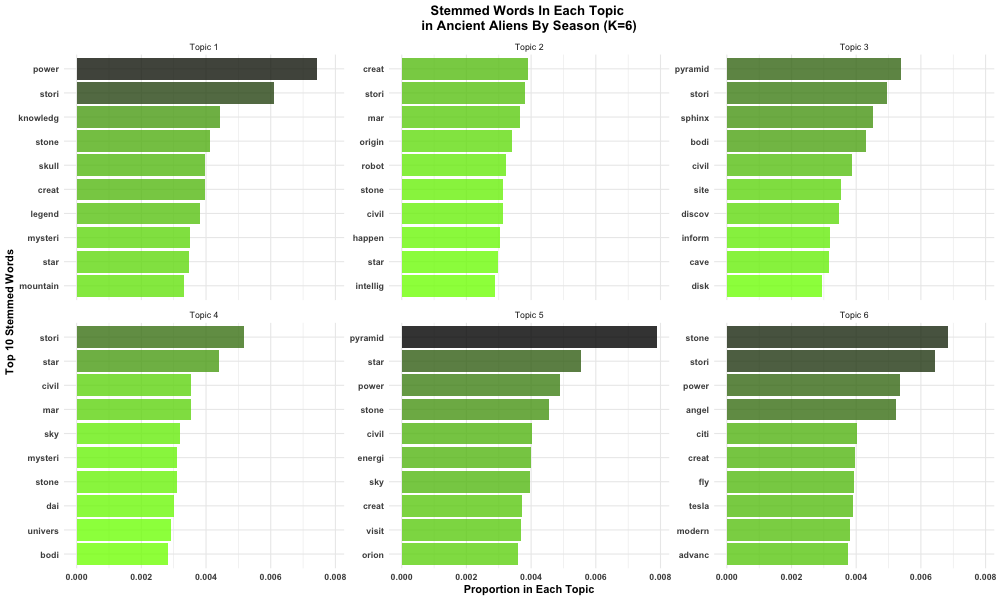 Stemmed Words In Each Topic
in Ancient Aliens By Season (K=6)
Top 10 Stemmed Words
Topic 1
power
stori
knowledg
stone
skull
creat
legend
mysteri
star
mountain
Topic 2
creat
stori
mar
origin
robot
stone
civil
happen
star
intellig
Topic 3
pyramid
stori
sphinx
bodi
civil
site
discov
inform
cave
disk
Topic 4
stori
star
civil
mar
sky
mysteri
stone
dai
univers
bodi
0.000 0.002 0.004 0.006 0.008
Topic 5
pyramid
star
power
stone
civil
energi
sky
creat
visit
orion
0.000 0.002 0.004 0.006 0.008
Topic 6
stone
stori
power
angel
citi
creat
fly
tesla
modern
advanc
0.000 0.002 0.004 0.006 0.008
Proportion in Each Topic